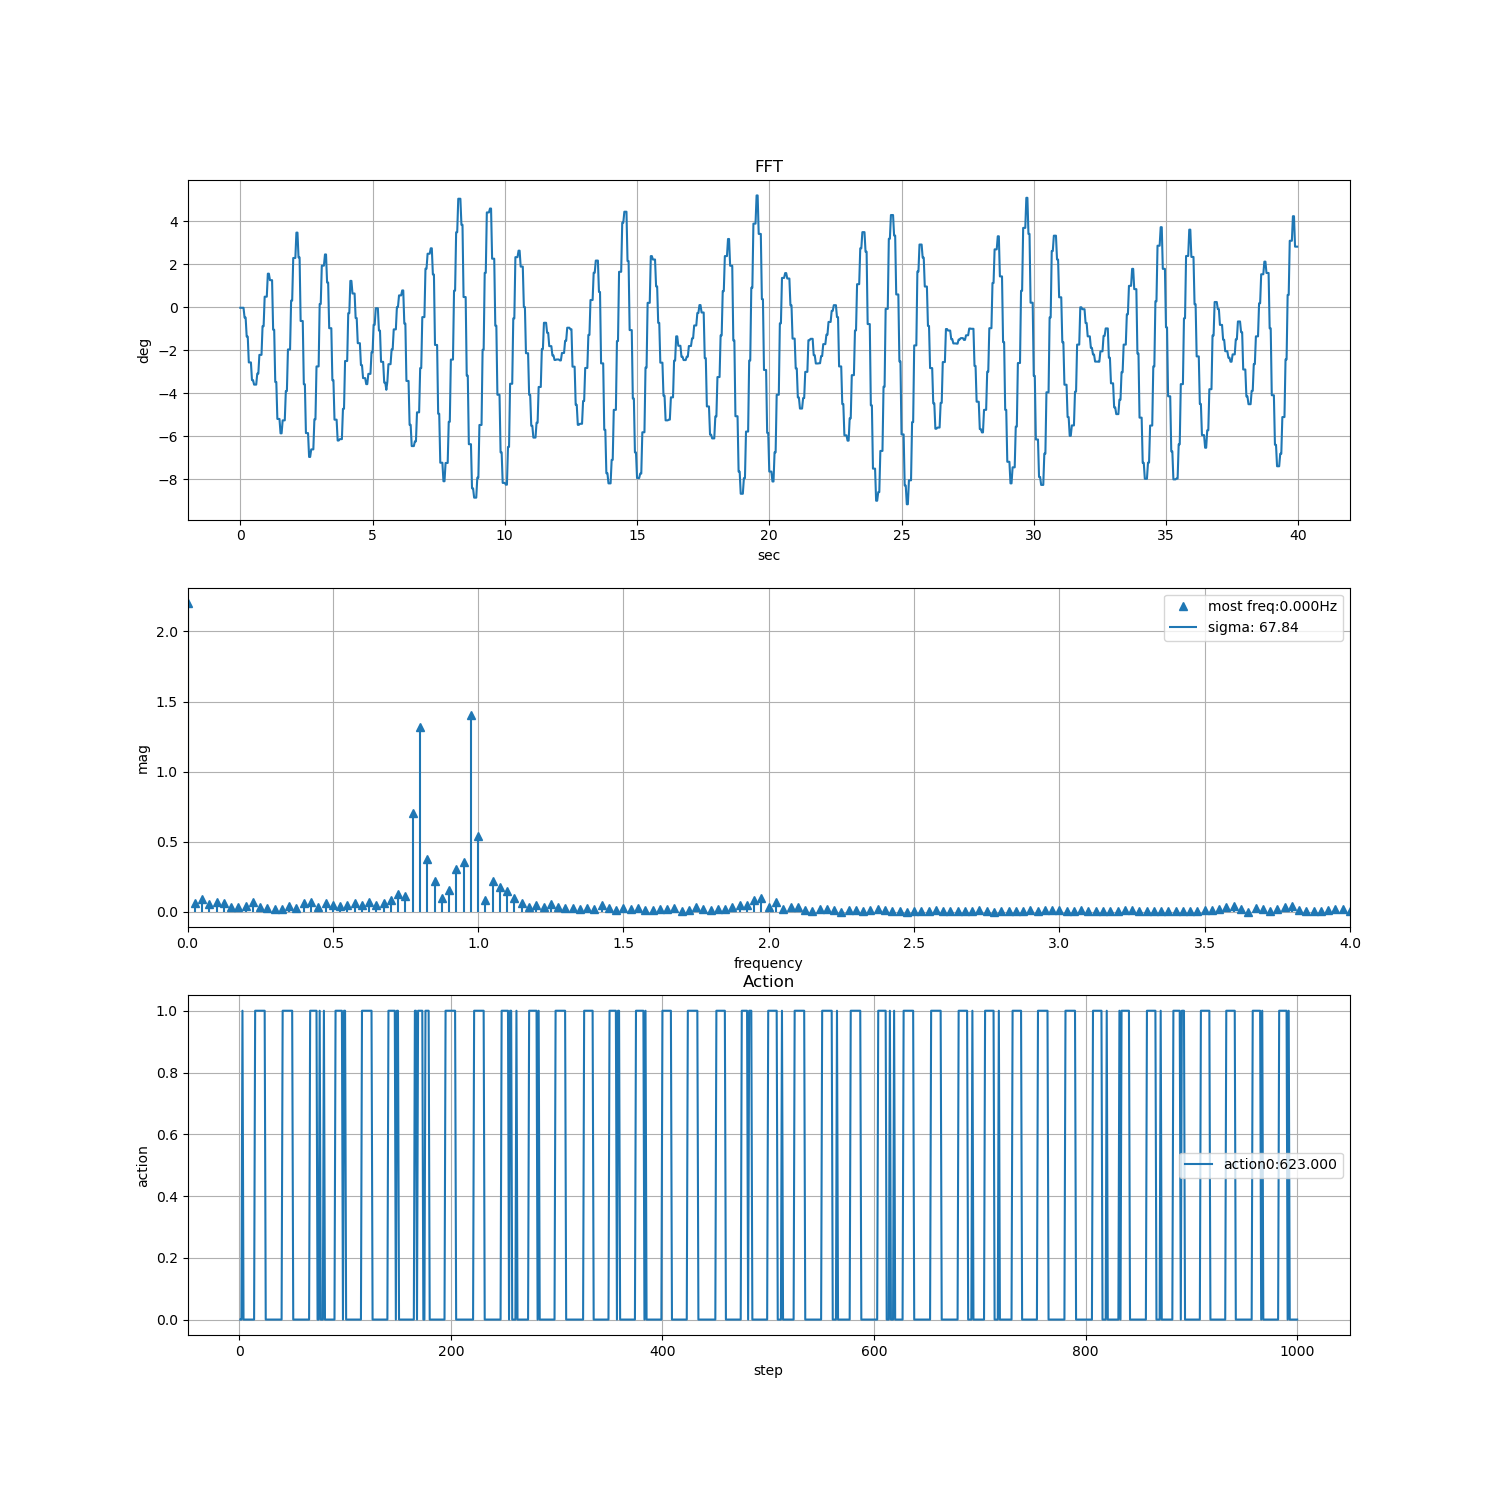 FFT
4
2
0
−2
−4
−6
−8
deg
0 5 10 15 20 25 30 35 40
sec
most freq:0.000Hz
sigma: 67.84
2.0
1.5
1.0
0.5
0.0
mag
0.0 0.5 1.0 1.5 2.0 2.5 3.0 3.5 4.0
frequency
Action
1.0
0.8
0.6
0.4
0.2
0.0
action
action0:623.000
0 200 400 600 800 1000
step